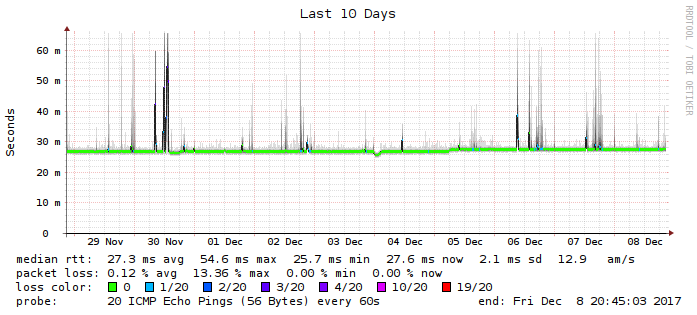 Last 10 Days
RRDTOOL / TOBI OETIKER
Seconds
60 m
50 m
40 m
30 m
20 m
10 m
0
29 Nov 30 Nov 01 Dec 02 Dec 03 Dec 04 Dec 05 Dec 06 Dec 07 Dec 08 Dec
median rtt: 27.3 ms avg 54.6 ms max 25.7 ms min 27.6 ms now 2.1 ms sd 12.9 am/s
packet loss: 0.12 % avg 13.36 % max 0.00 % min 0.00 % now
loss color: 0 1/20 2/20 3/20 4/20 10/20 19/20
probe: 20 ICMP Echo Pings (56 Bytes) every 60s end: Fri Dec 8 20:45:03 2017